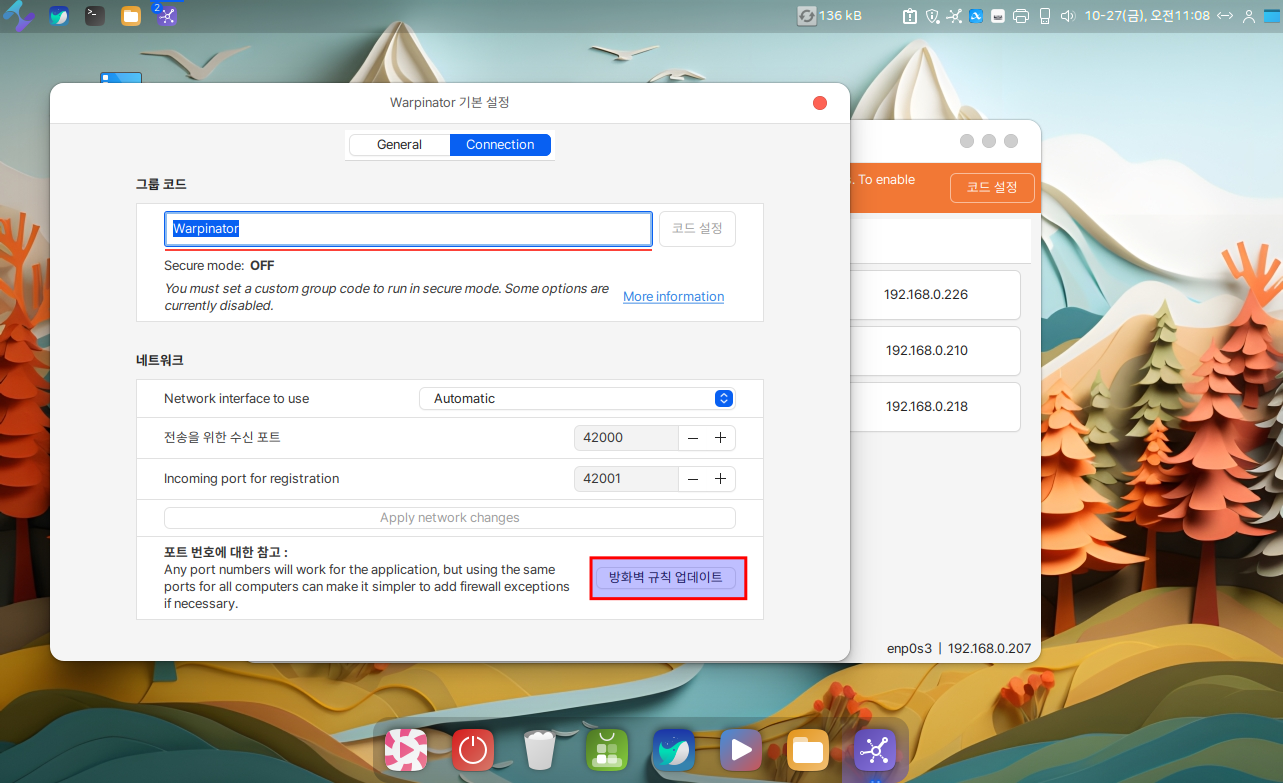 2
136 kB
10-27(금), 오전11:08
Warpinator 기본 설정
General
Connection
그룹 코드
Warpinator
코드 설정
Secure mode: OFF
You must set a custom group code to run in secure mode. Some options are
currently disabled.
More information
네트워크
Network interface to use
Automatic
전송을 위한 수신 포트
42000
Incoming port for registration
42001
Apply network changes
포트 번호에 대한 참고 :
Any port numbers will work for the application, but using the same
ports for all computers can make it simpler to add firewall exceptions
if necessary.
방화벽 규칙 업데이트
. To enable
코드 설정
192.168.0.226
192.168.0.210
192.168.0.218
enp0s3 | 192.168.0.207